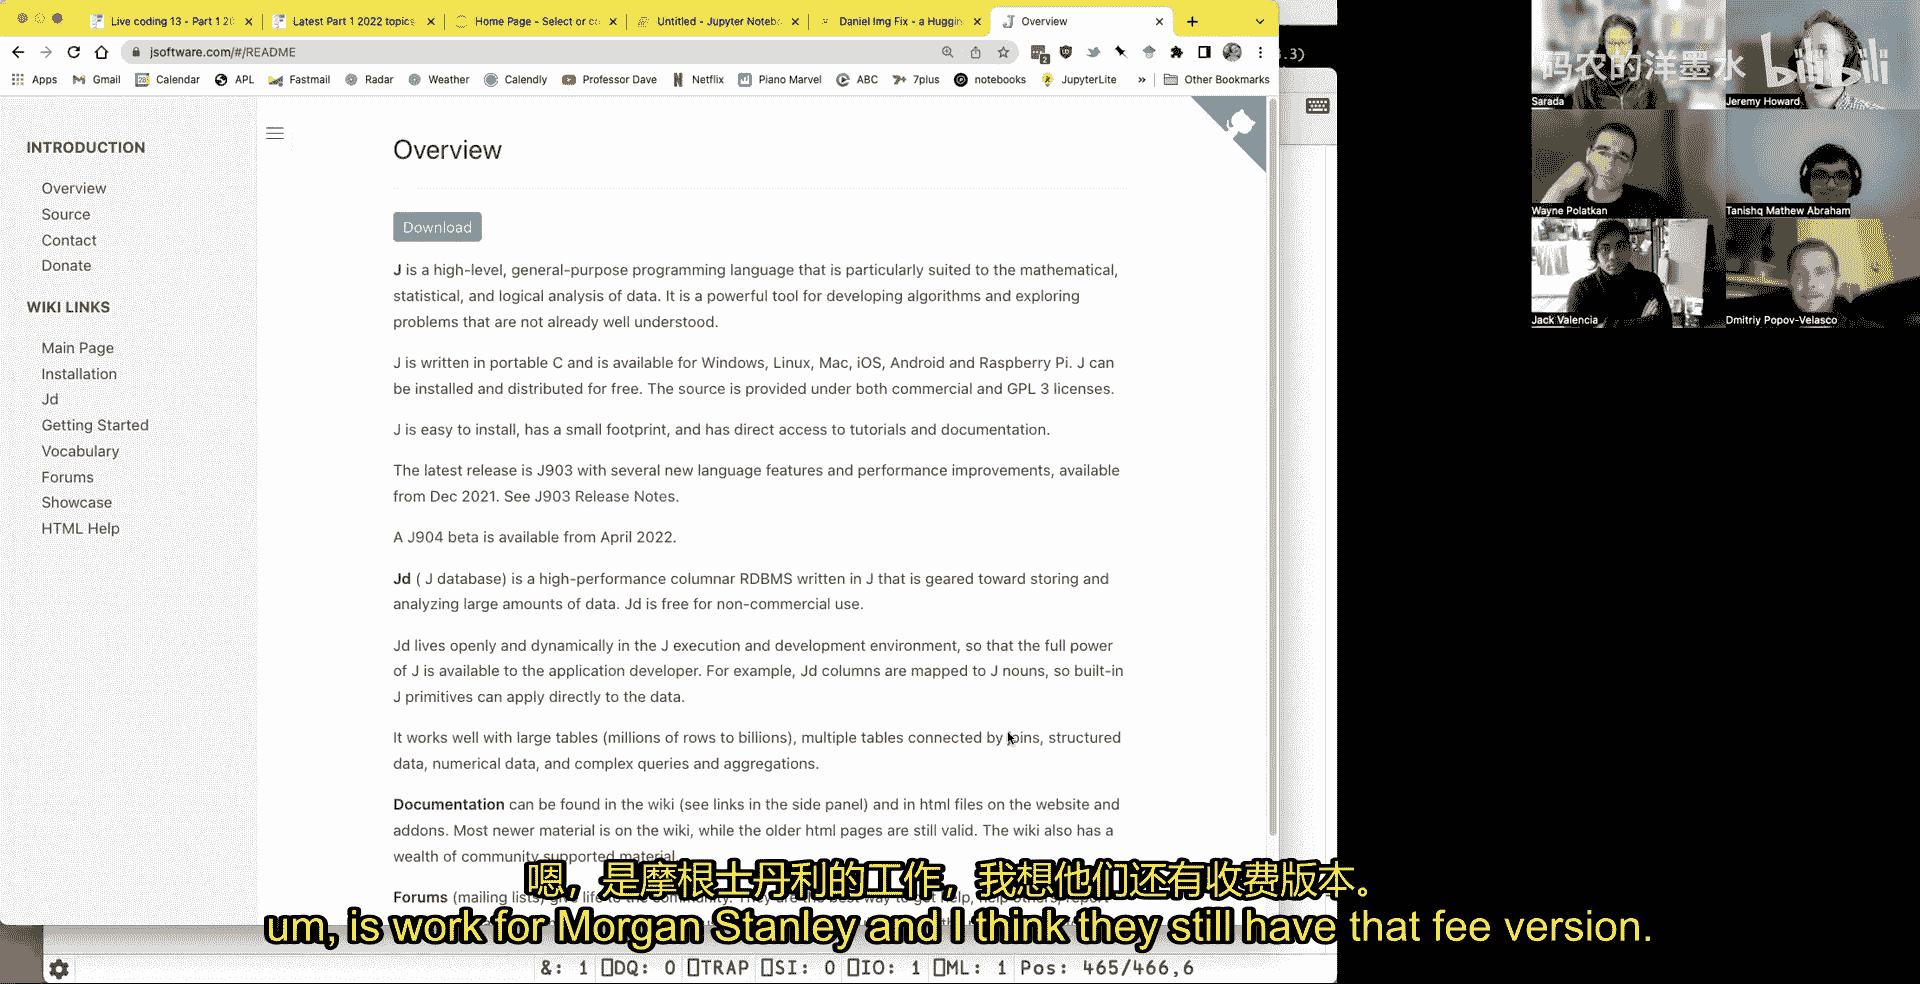 Live coding 13 - Part 1 20
Latest Part 1 2022 topics
Home Page - Select or cr
Untitled - Jupyter Noteb
Daniel Img Fix - a Huggin
Overview
jsoftware.com/#/README
Apps
Gmail
Calendar
APL
Fastmail
Radar
Weather
Calendly
Professor Dave
Netflix
Piano Marvel
ABC
7plus
notebooks
JupyterLite
Other Bookmarks
INTRODUCTION
Overview
Source
Contact
Donate
WIKI LINKS
Main Page
Installation
Jd
Getting Started
Vocabulary
Forums
Showcase
HTML Help
Overview
Download
J is a high-level, general-purpose programming language that is particularly suited to the mathematical,
statistical, and logical analysis of data. It is a powerful tool for developing algorithms and exploring
problems that are not already well understood.
J is written in portable C and is available for Windows, Linux, Mac, iOS, Android and Raspberry Pi. J can
be installed and distributed for free. The source is provided under both commercial and GPL 3 licenses.
J is easy to install, has a small footprint, and has direct access to tutorials and documentation.
The latest release is J903 with several new language features and performance improvements, available
from Dec 2021. See J903 Release Notes.
A J904 beta is available from April 2022.
Jd ( J database) is a high-performance columnar RDBMS written in J that is geared toward storing and
analyzing large amounts of data. Jd is free for non-commercial use.
Jd lives openly and dynamically in the J execution and development environment, so that the full power
of J is available to the application developer. For example, Jd columns are mapped to J nouns, so built-in
J primitives can apply directly to the data.
It works well with large tables (millions of rows to billions), multiple tables connected by joins, structured
data, numerical data, and complex queries and aggregations.
Documentation can be found in the wiki (see links in the side panel) and in html files on the website and
addons. Most newer material is on the wiki, while the older html pages are still valid. The wiki also has a
wealth of community supported material.
Forums (mailing lists)
嗯，是摩根士丹利的工作，我想他们还有收费版本。
um, is work for Morgan Stanley and I think they still have that fee version.
&: 1 ⎕DQ: 0 ⎕TRAP ⎕SI: 0 ⎕IO: 1 ⎕ML: 1 Pos: 465/466,6
.3)
码农的洋墨水 bilibili
Sarada
Jeremy Howard
Wayne Polatkan
Tanishq Mathew Abraham
Jack Valencia
Dmitriy Popov-Velasco